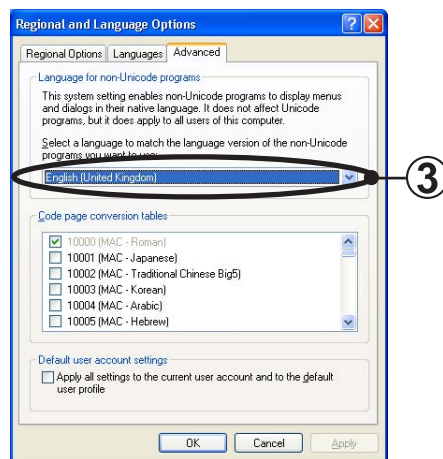 Regional and Language Options
Regional Options Languages Advanced
Language for non-Unicode programs
This system setting enables non-Unicode programs to display menus
and dialogs in their native language. It does not affect Unicode
programs, but it does apply to all users of this computer.
Select a language to match the language version of the non-Unicode
programs you want to use:
English (United Kingdom)
3
Code page conversion tables
10000 (MAC - Roman)
10001 (MAC - Japanese)
10002 (MAC - Traditional Chinese Big5)
10003 (MAC - Korean)
10004 (MAC - Arabic)
10005 (MAC - Hebrew)
Default user account settings
Apply all settings to the current user account and to the default
user profile
OK Cancel Apply